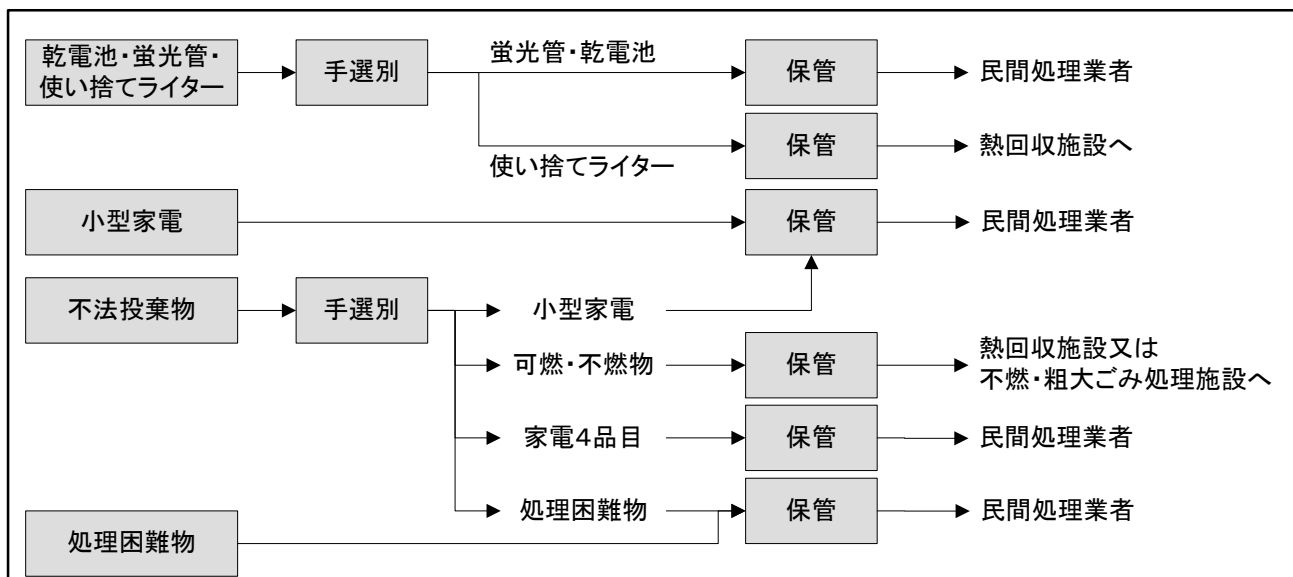 乾電池・蛍光管・
使い捨てライター
手選別
蛍光管・乾電池
保管
民間処理業者
使い捨てライター
保管
熱回収施設へ
小型家電
保管
民間処理業者
不法投棄物
手選別
小型家電
可燃・不燃物
保管
熱回収施設又は
不燃・粗大ごみ処理施設へ
家電４品目
保管
民間処理業者
処理困難物
保管
民間処理業者
処理困難物